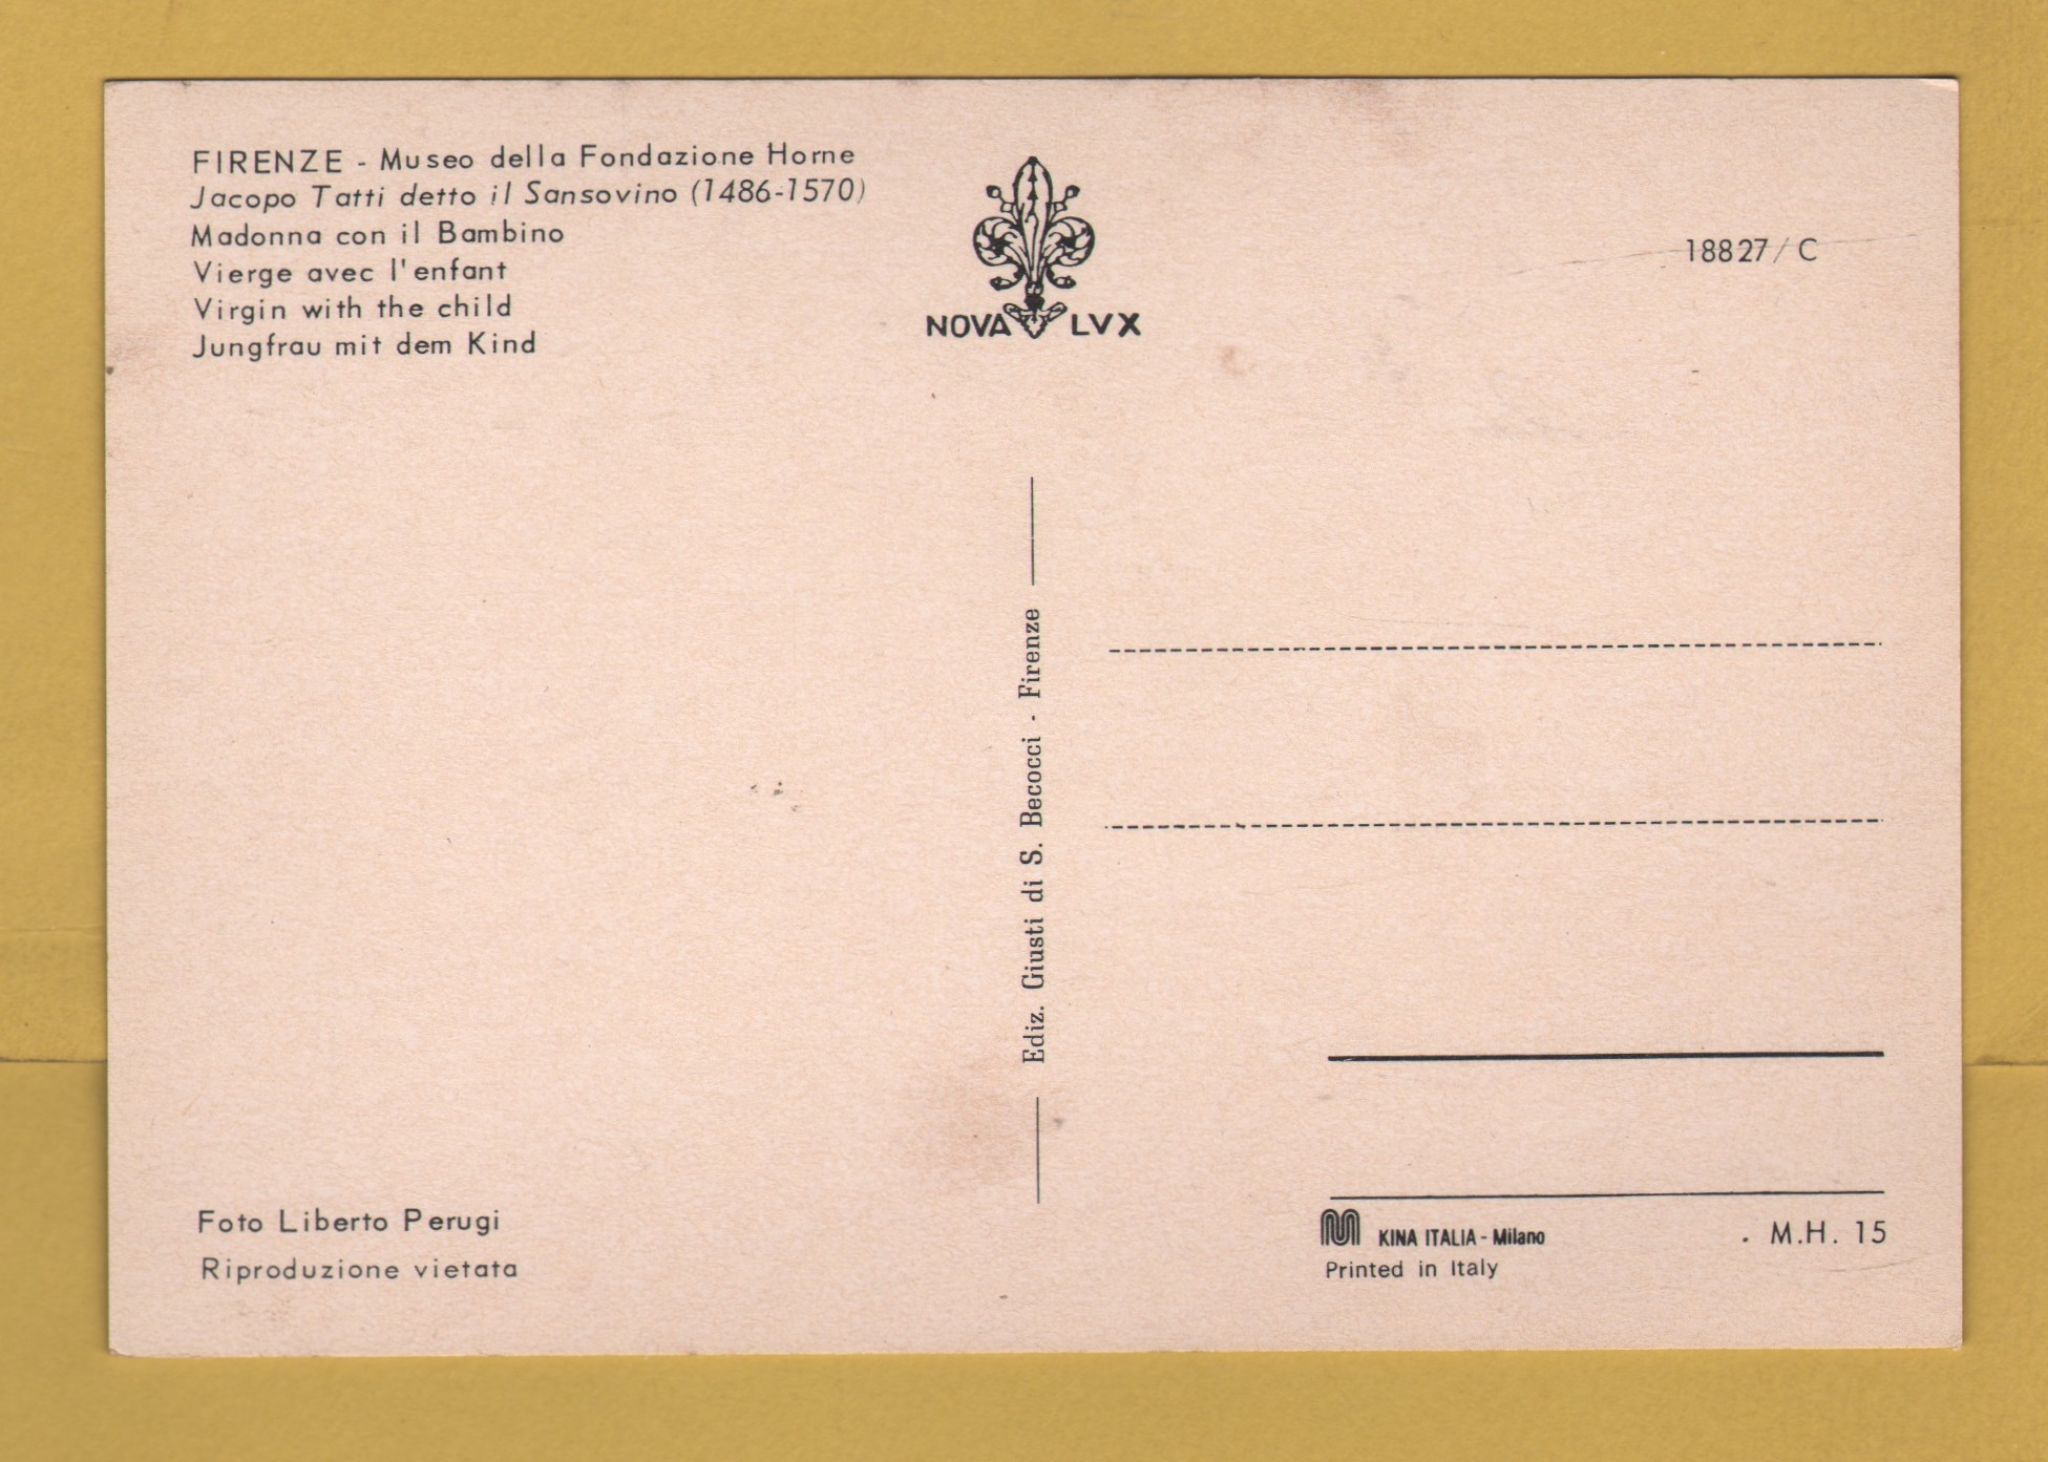 FIRENZE - Museo della Fondazione Horne
Jacopo Tatti detto il Sansovino (1486-1570)
Madonna con il Bambino
Vierge avec l'enfant
Virgin with the child
Jungfrau mit dem Kind
NOVA LVX
18827/C
Ediz. Giusti di S. Becocci - Firenze
Foto Liberto Perugi
Riproduzione vietata
KINA ITALIA - Milano
Printed in Italy
. M.H. 15